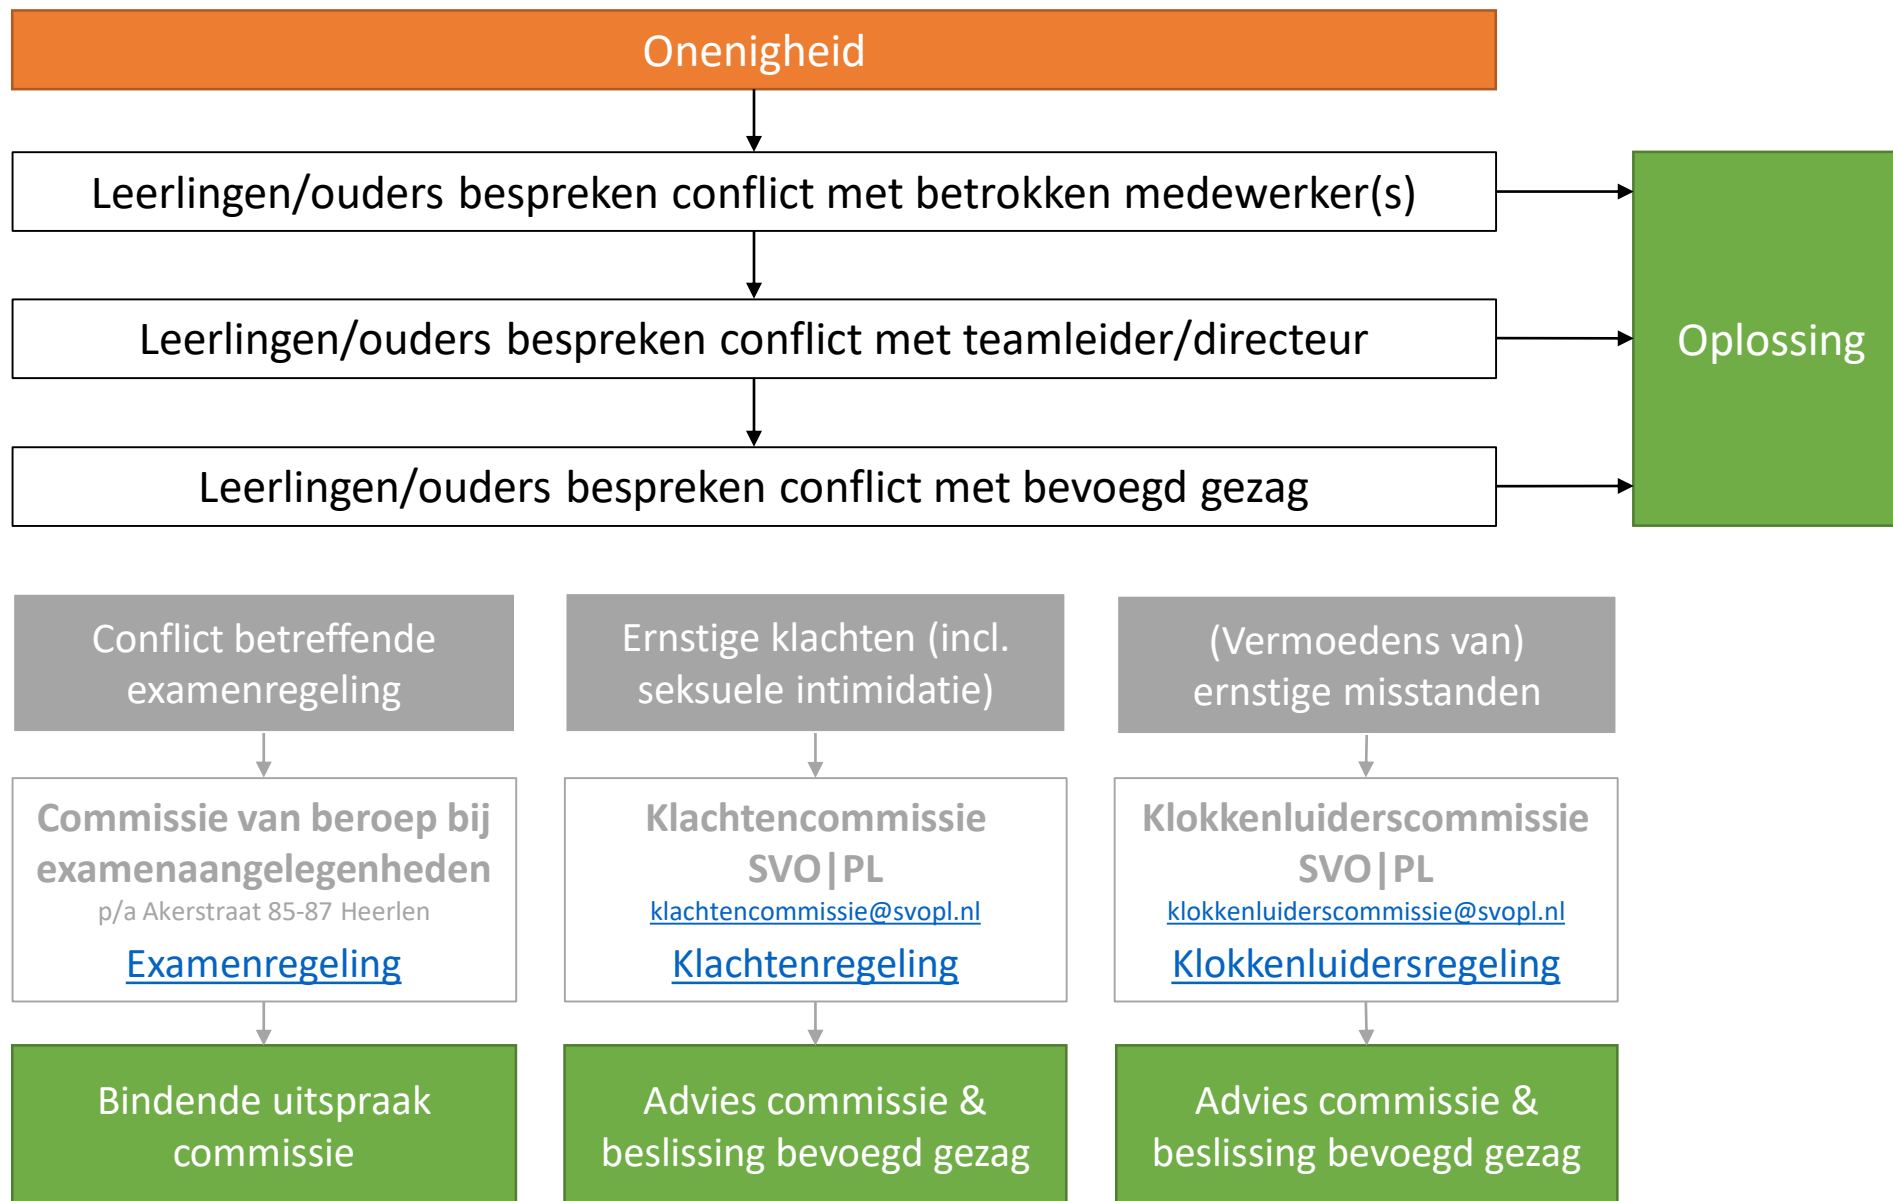 Onenigheid
Leerlingen/ouders bespreken conflict met betrokken medewerker(s)
Leerlingen/ouders bespreken conflict met teamleider/directeur
Oplossing
Leerlingen/ouders bespreken conflict met bevoegd gezag
Conflict betreffende
examenregeling
Commissie van beroep bij
examenaangelegenheden
p/a Akerstraat 85-87 Heerlen
Examenregeling
Bindende uitspraak
commissie
Ernstige klachten (incl.
seksuele intimidatie)
Klachtencommissie
SVO|PL
klachtencommissie@svopl.nl
Klachtenregeling
Advies commissie &
beslissing bevoegd gezag
(Vermoedens van)
ernstige misstanden
Klokkenluiderscommissie
SVO|PL
klokkenluiderscommissie@svopl.nl
Klokkenluidersregeling
Advies commissie &
beslissing bevoegd gezag